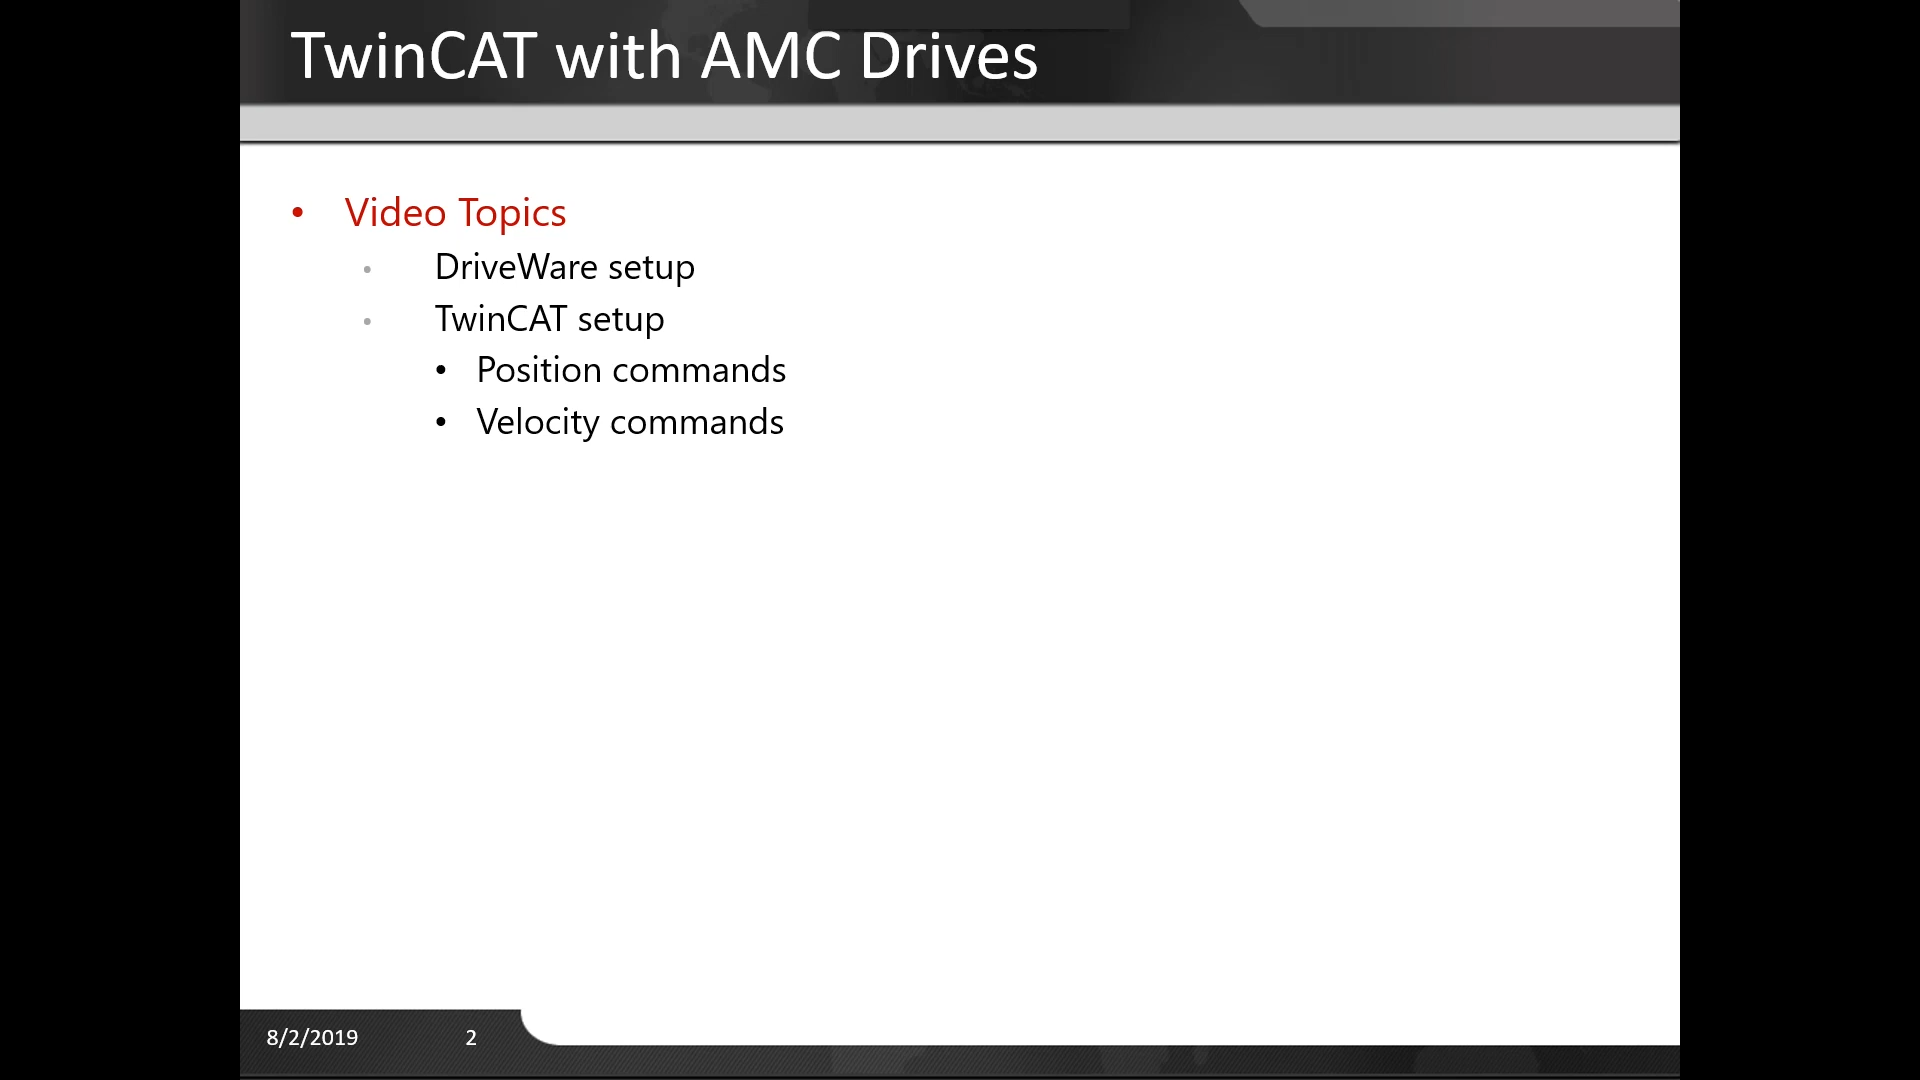 TwinCAT with AMC Drives
• Video Topics
• DriveWare setup
• TwinCAT setup
• Position commands
• Velocity commands
8/2/2019 2